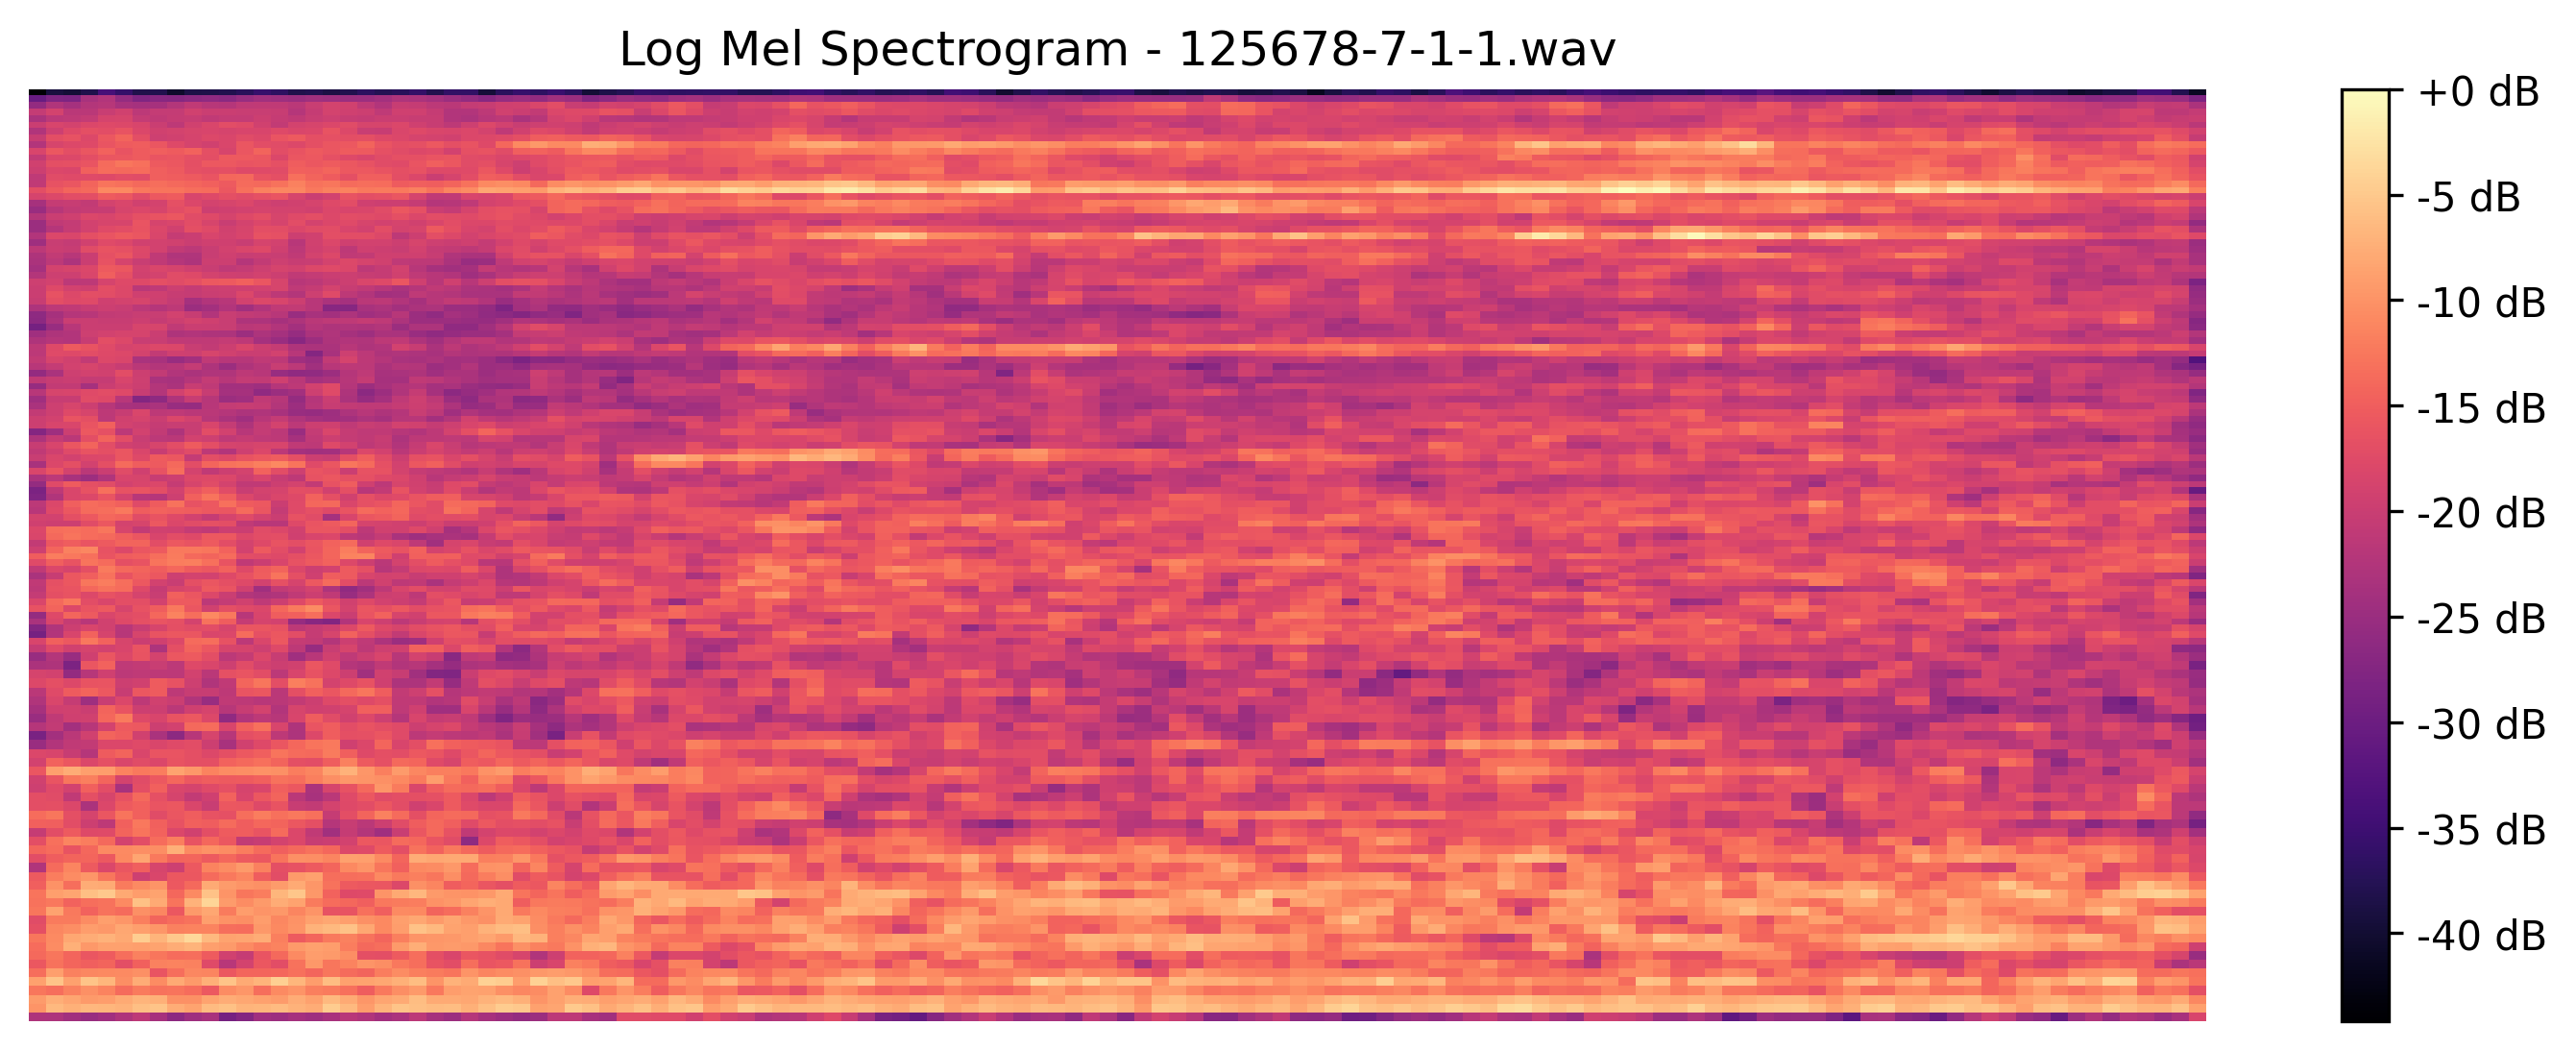 Log Mel Spectrogram - 125678-7-1-1.wav
+0 dB
-5 dB
-10 dB
-15 dB
-20 dB
-25 dB
-30 dB
-35 dB
-40 dB